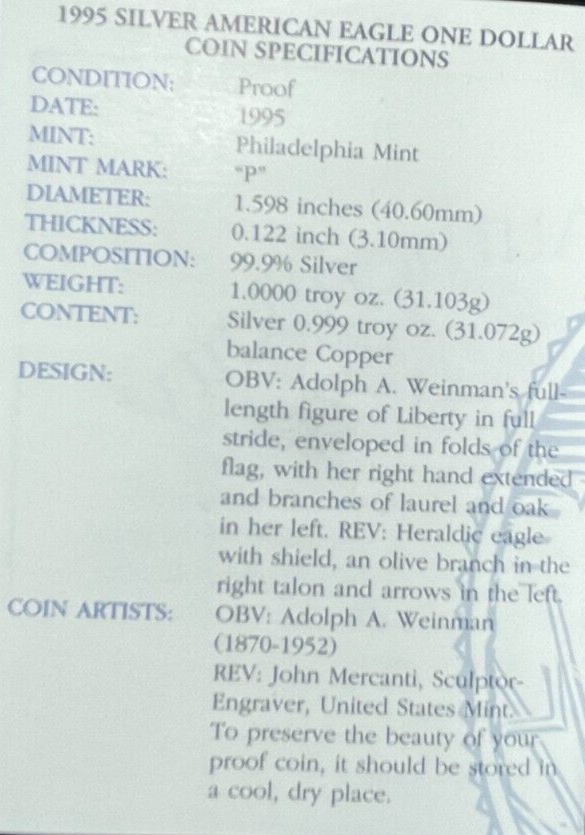 1995 SILVER AMERICAN EAGLE ONE DOLLAR
COIN SPECIFICATIONS
CONDITION: Proof
DATE: 1995
MINT: Philadelphia Mint
MINT MARK: "P"
DIAMETER: 1.598 inches (40.60mm)
THICKNESS: 0.122 inch (3.10mm)
COMPOSITION: 99.9% Silver
WEIGHT: 1.0000 troy oz. (31.103g)
CONTENT: Silver 0.999 troy oz. (31.072g)
balance Copper
DESIGN: OBV: Adolph A. Weinman's full-
length figure of Liberty in full
stride, enveloped in folds of the
flag, with her right hand extended
and branches of laurel and oak
in her left. REV: Heraldic eagle
with shield, an olive branch in the
right talon and arrows in the left.
COIN ARTISTS: OBV: Adolph A. Weinman
(1870-1952)
REV: John Mercanti, Sculptor-
Engraver, United States Mint.
To preserve the beauty of your
proof coin, it should be stored in
a cool, dry place.